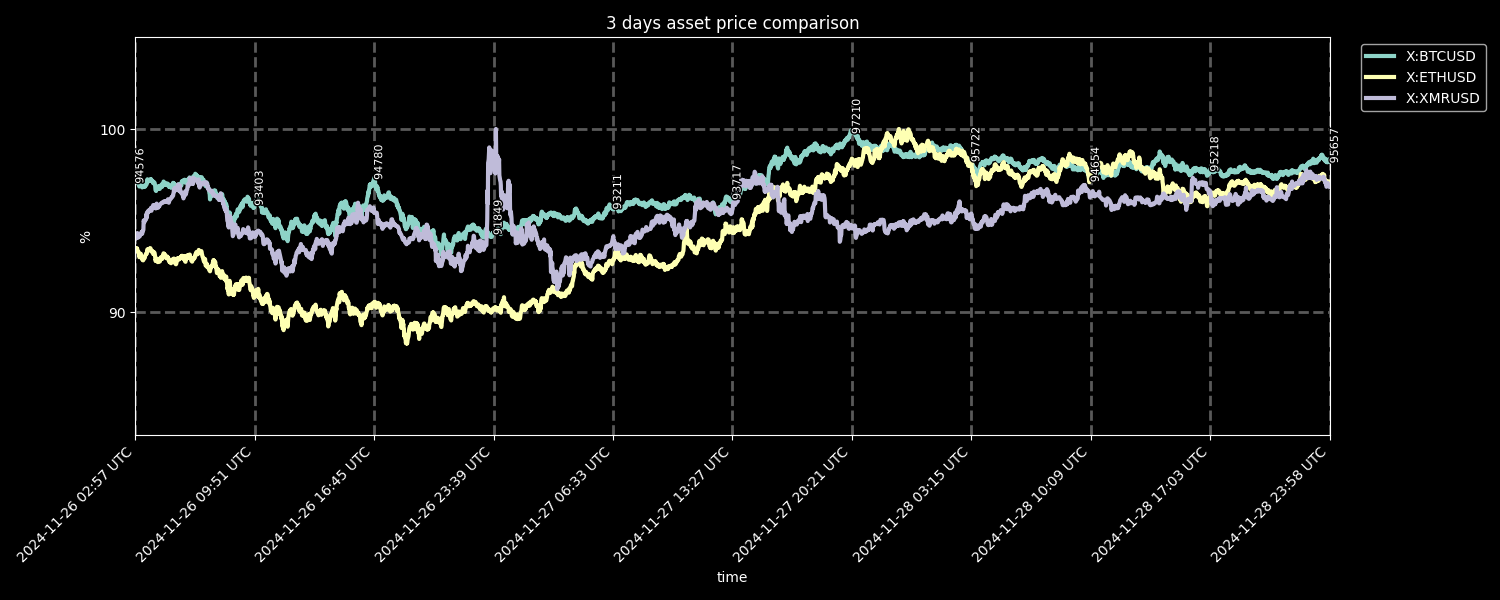 3 days asset price comparison
X:BTCUSD
X:ETHUSD
X:XMRUSD
100
90
%
94576
93403
94780
91849
93211
93717
97210
95722
94654
95218
95657
2024-11-26 02:57 UTC
2024-11-26 09:51 UTC
2024-11-26 16:45 UTC
2024-11-26 23:39 UTC
2024-11-27 06:33 UTC
2024-11-27 13:27 UTC
2024-11-27 20:21 UTC
2024-11-28 03:15 UTC
2024-11-28 10:09 UTC
2024-11-28 17:03 UTC
2024-11-28 23:58 UTC
time